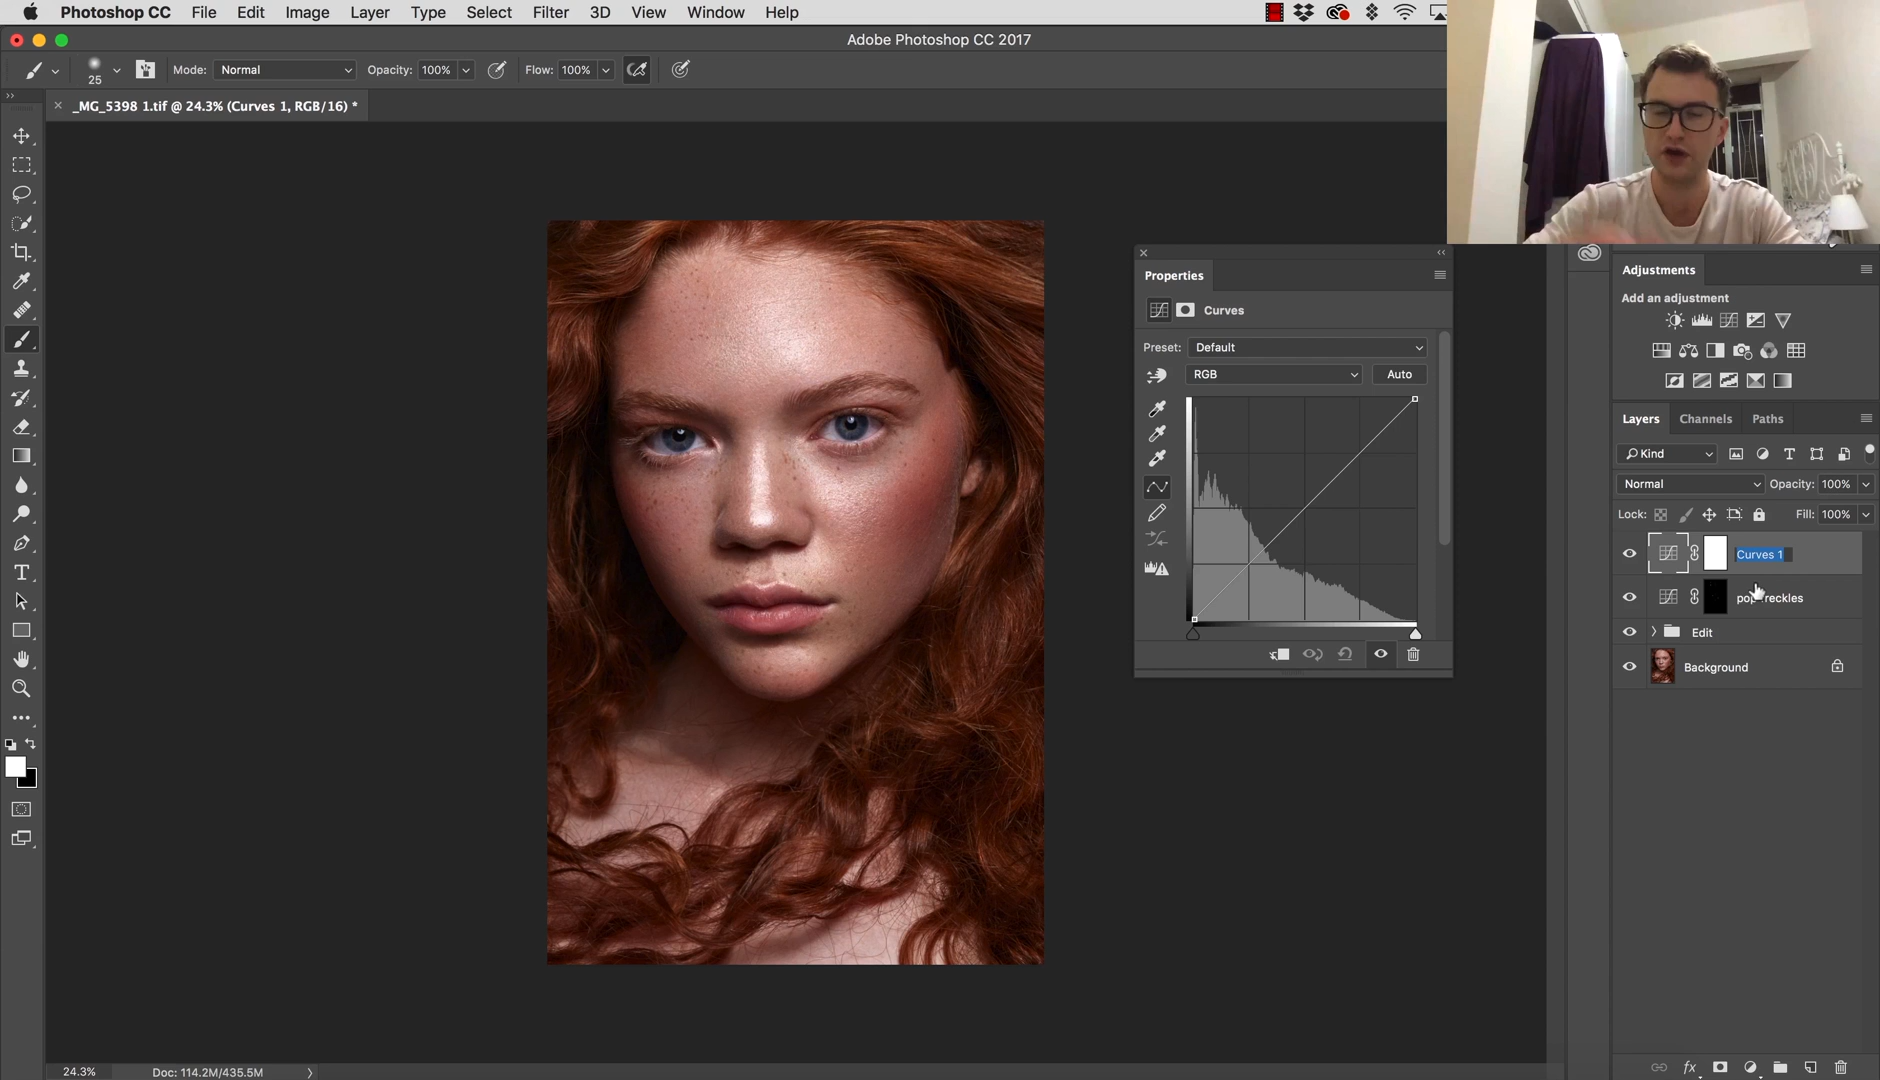 Photoshop CC File Edit Image Layer Type Select Filter 3D View Window Help
Adobe Photoshop CC 2017
25 Mode: Normal Opacity: 100% Flow: 100%
_MG_5398 1.tif @ 24.3% (Curves 1, RGB/16) *
Properties
Curves
Preset: Default
RGB Auto
Adjustments
Add an adjustment
Layers Channels Paths
Kind
Normal Opacity: 100%
Lock: Fill: 100%
Curves 1
pop freckles
Edit
Background
24.3% Doc: 114.2M/435.5M